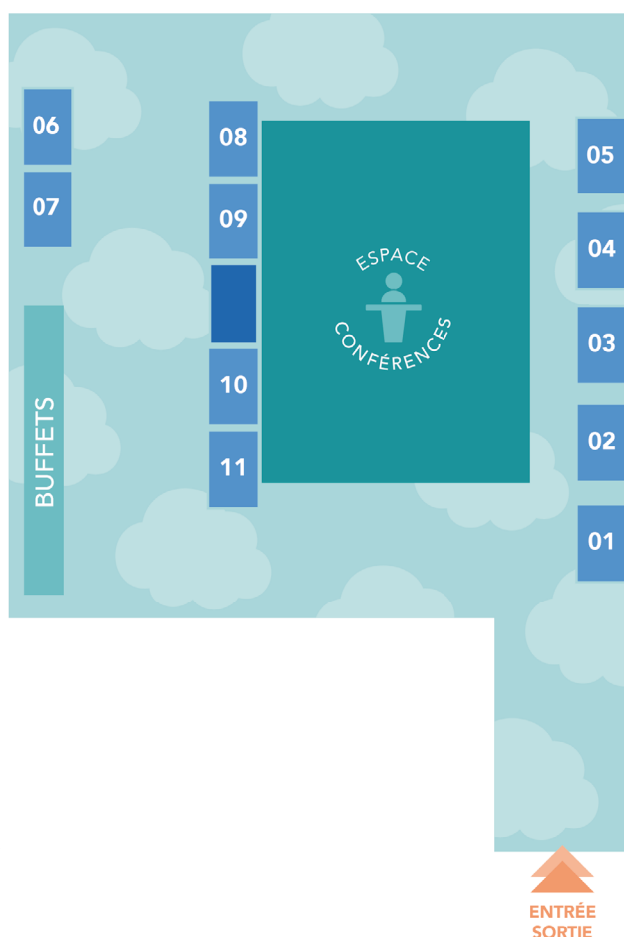 06
08
05
07
09
04
ESPACE
CONFÉRENCES
03
10
02
BUFFETS
11
01
ENTRÉE
SORTIE